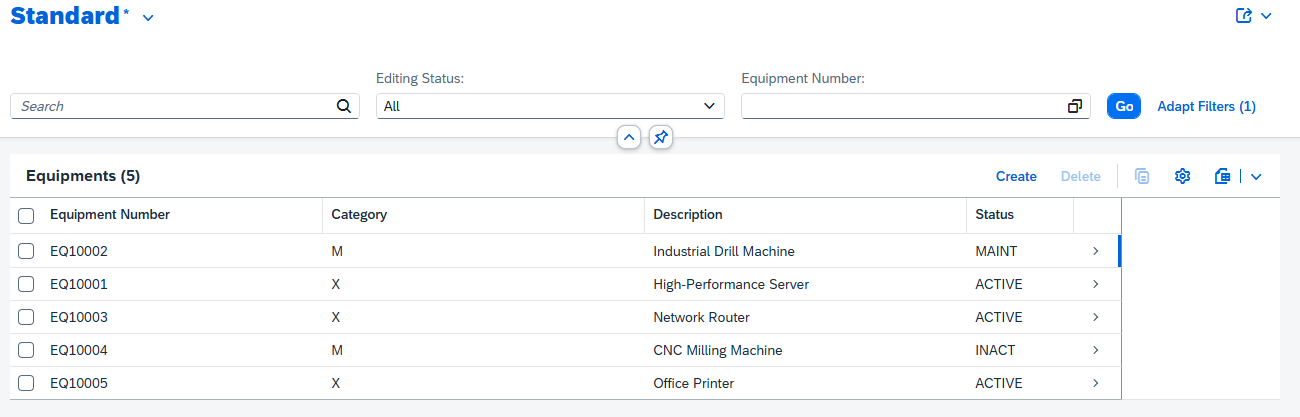 Standard*
Editing Status: Equipment Number:
Search All Go Adapt Filters (1)
Equipments (5) Create Delete
Equipment Number Category Description Status
EQ10002 M Industrial Drill Machine MAINT
EQ10001 X High-Performance Server ACTIVE
EQ10003 X Network Router ACTIVE
EQ10004 M CNC Milling Machine INACT
EQ10005 X Office Printer ACTIVE